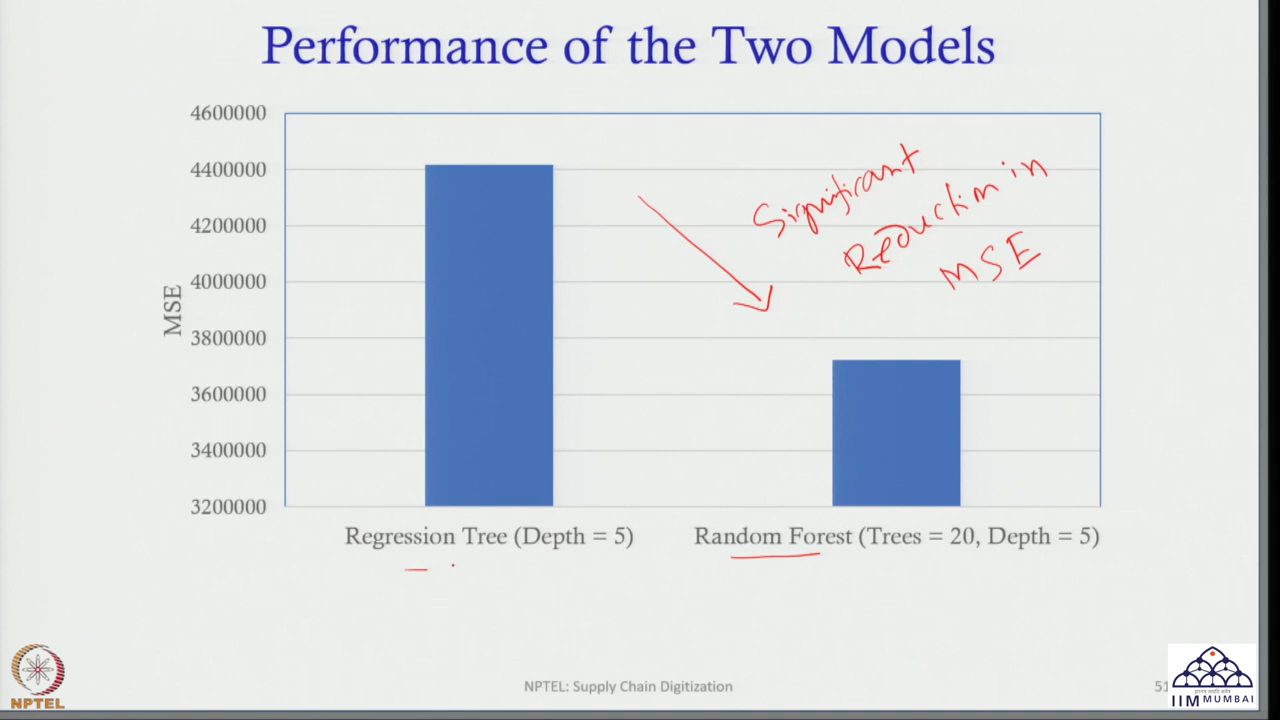 Performance of the Two Models
4600000
4400000
4200000
4000000
3800000
3600000
3400000
3200000
MSE
Significant
Reduction in
MSE
Regression Tree (Depth = 5)
Random Forest (Trees = 20, Depth = 5)
NPTEL
NPTEL: Supply Chain Digitization
51
IIM MUMBAI